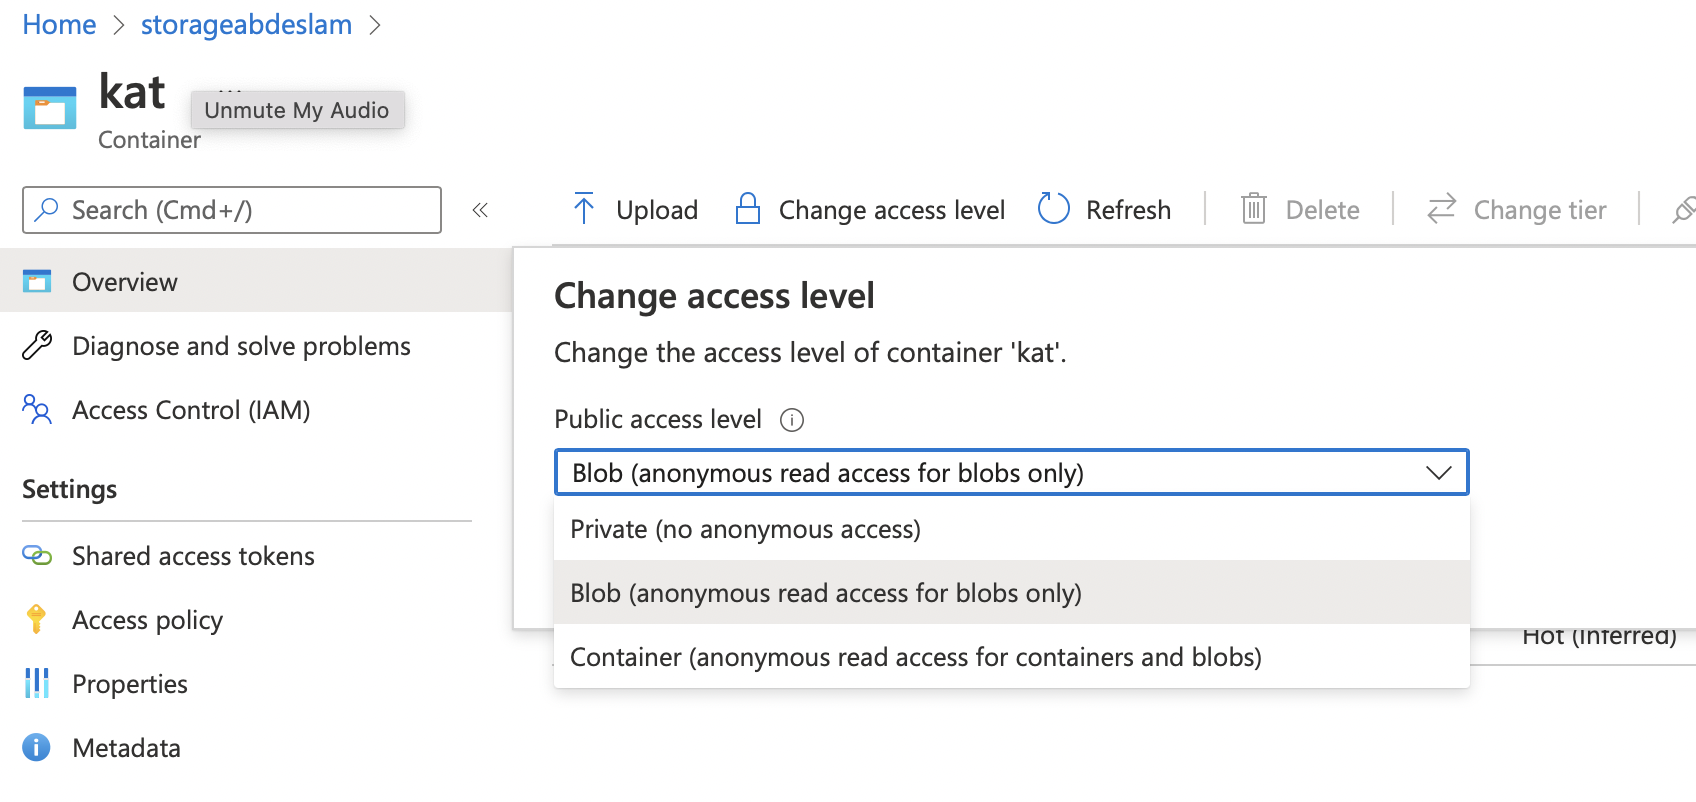 Home > storageabdeslam >
kat ...
Unmute My Audio
Container
Search (Cmd+/)
«
Upload
Change access level
Refresh
Delete
Change tier
Overview
Diagnose and solve problems
Access Control (IAM)
Settings
Shared access tokens
Access policy
Properties
Metadata
Change access level
Change the access level of container 'kat'.
Public access level
Blob (anonymous read access for blobs only)
Private (no anonymous access)
Blob (anonymous read access for blobs only)
Container (anonymous read access for containers and blobs)
Hot (Inferred)